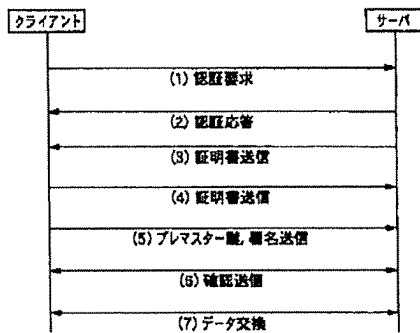 クライアント
サーバ
(1) 認証要求
(2) 認証応答
(3) 証明書送信
(4) 証明書送信
(5) プレマスター鍵, 署名送信
(6) 確認送信
(7) データ交換